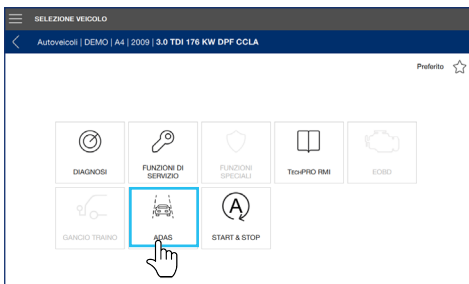 SELEZIONE VEICOLO
Autoveicoli | DEMO | A4 | 2009 | 3.0 TDI 176 KW DPF CCLA
Preferito
DIAGNOSI
FUNZIONI DI
SERVIZIO
FUNZIONI
SPECIALI
TECHPRO RMI
EOBD
GANCIO TRAINO
ADAS
A
START & STOP